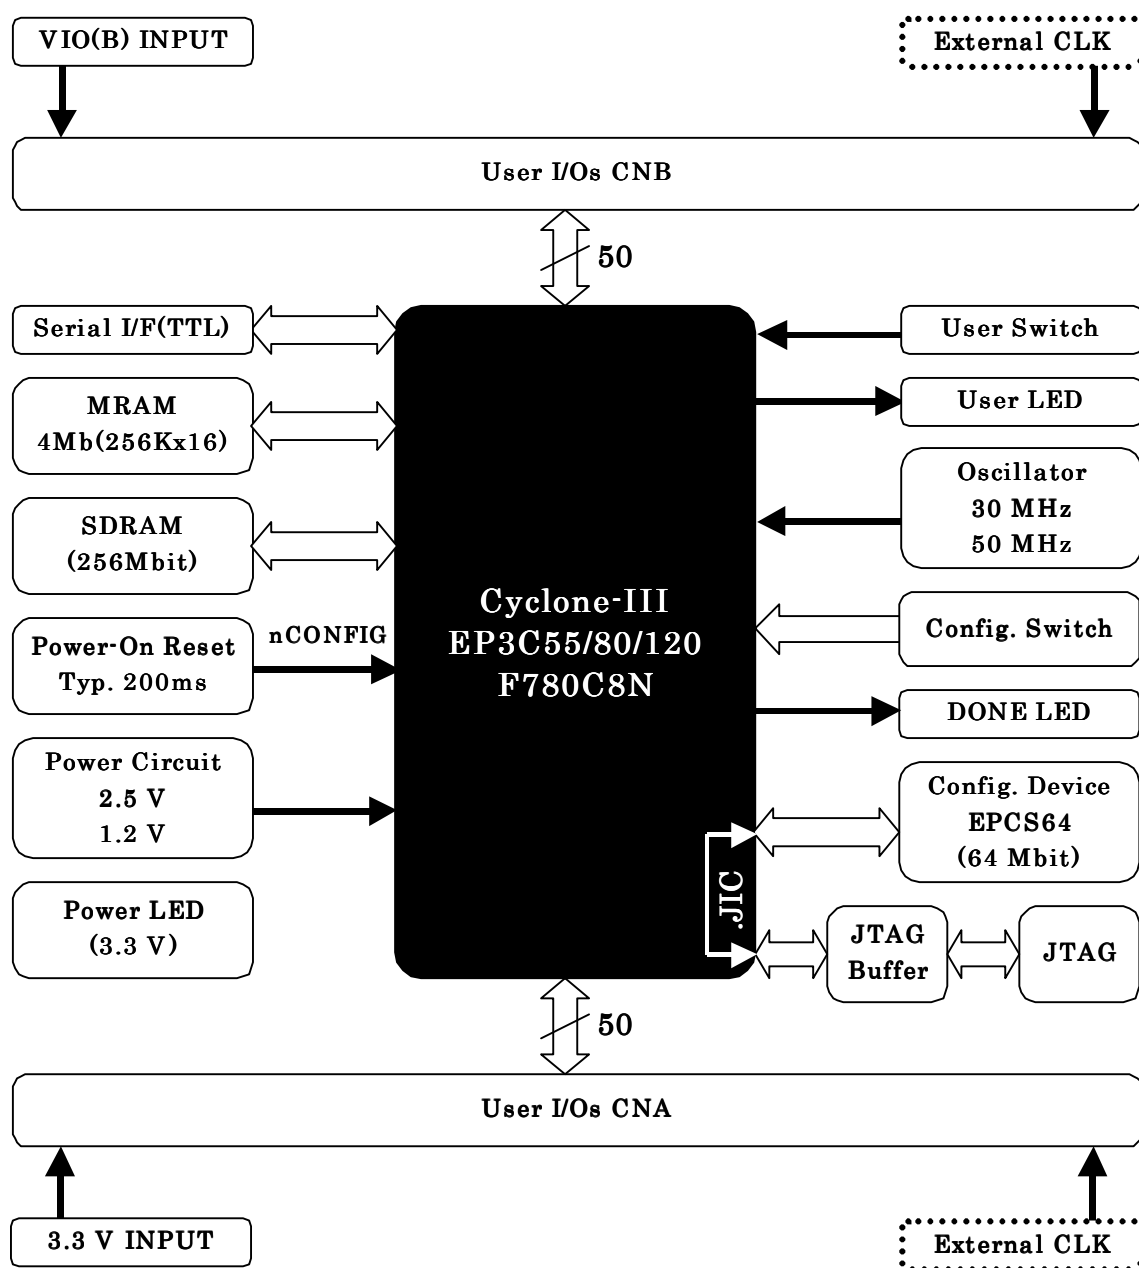 VIO(B) INPUT
External CLK
User I/Os CNB
50
Serial I/F(TTL)
MRAM
4Mb(256Kx16)
SDRAM
(256Mbit)
nCONFIG
Power-On Reset
Typ. 200ms
Power Circuit
2.5 V
1.2 V
Power LED
(3.3 V)
Cyclone-III
EP3C55/80/120
F780C8N
.JIC
User Switch
User LED
Oscillator
30 MHz
50 MHz
Config. Switch
DONE LED
Config. Device
EPCS64
(64 Mbit)
JTAG
Buffer
JTAG
50
User I/Os CNA
3.3 V INPUT
External CLK